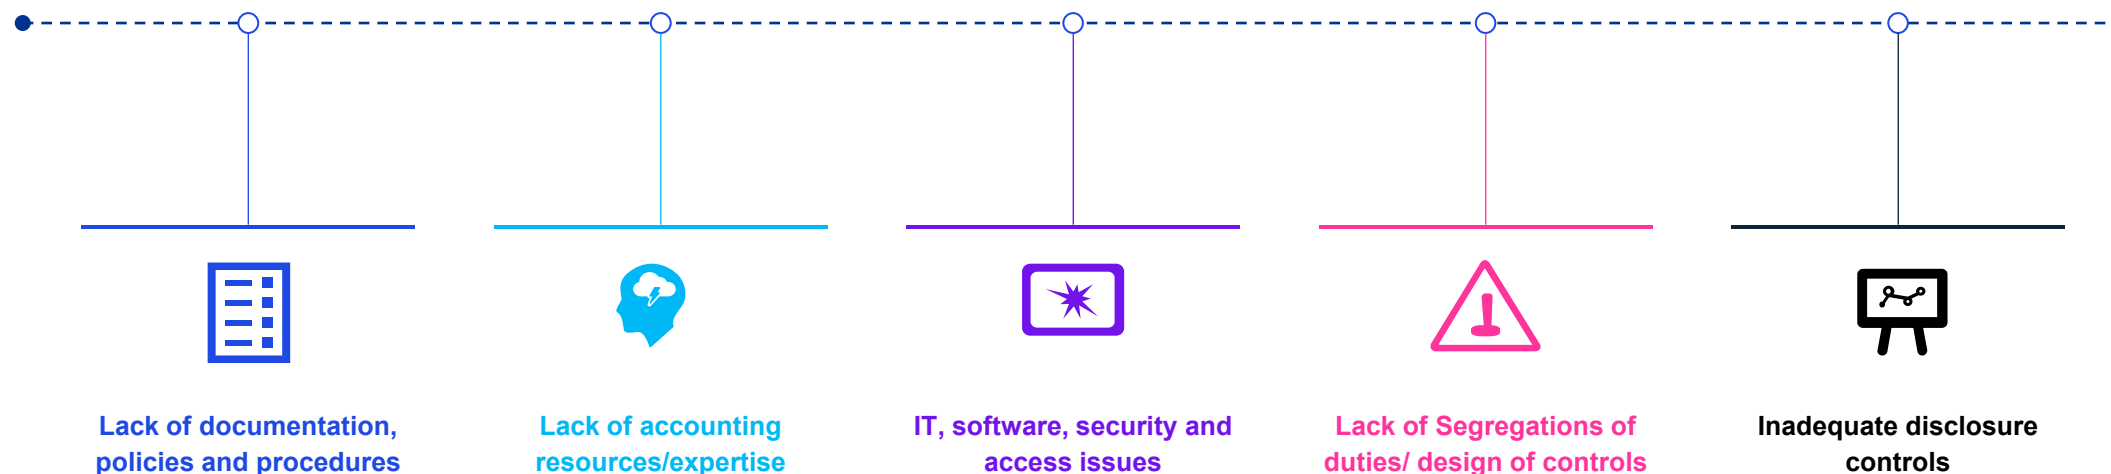 Lack of documentation,
policies and procedures
Lack of accounting
resources/expertise
IT, software, security and
access issues
Lack of Segregations of
duties/ design of controls
Inadequate disclosure
controls